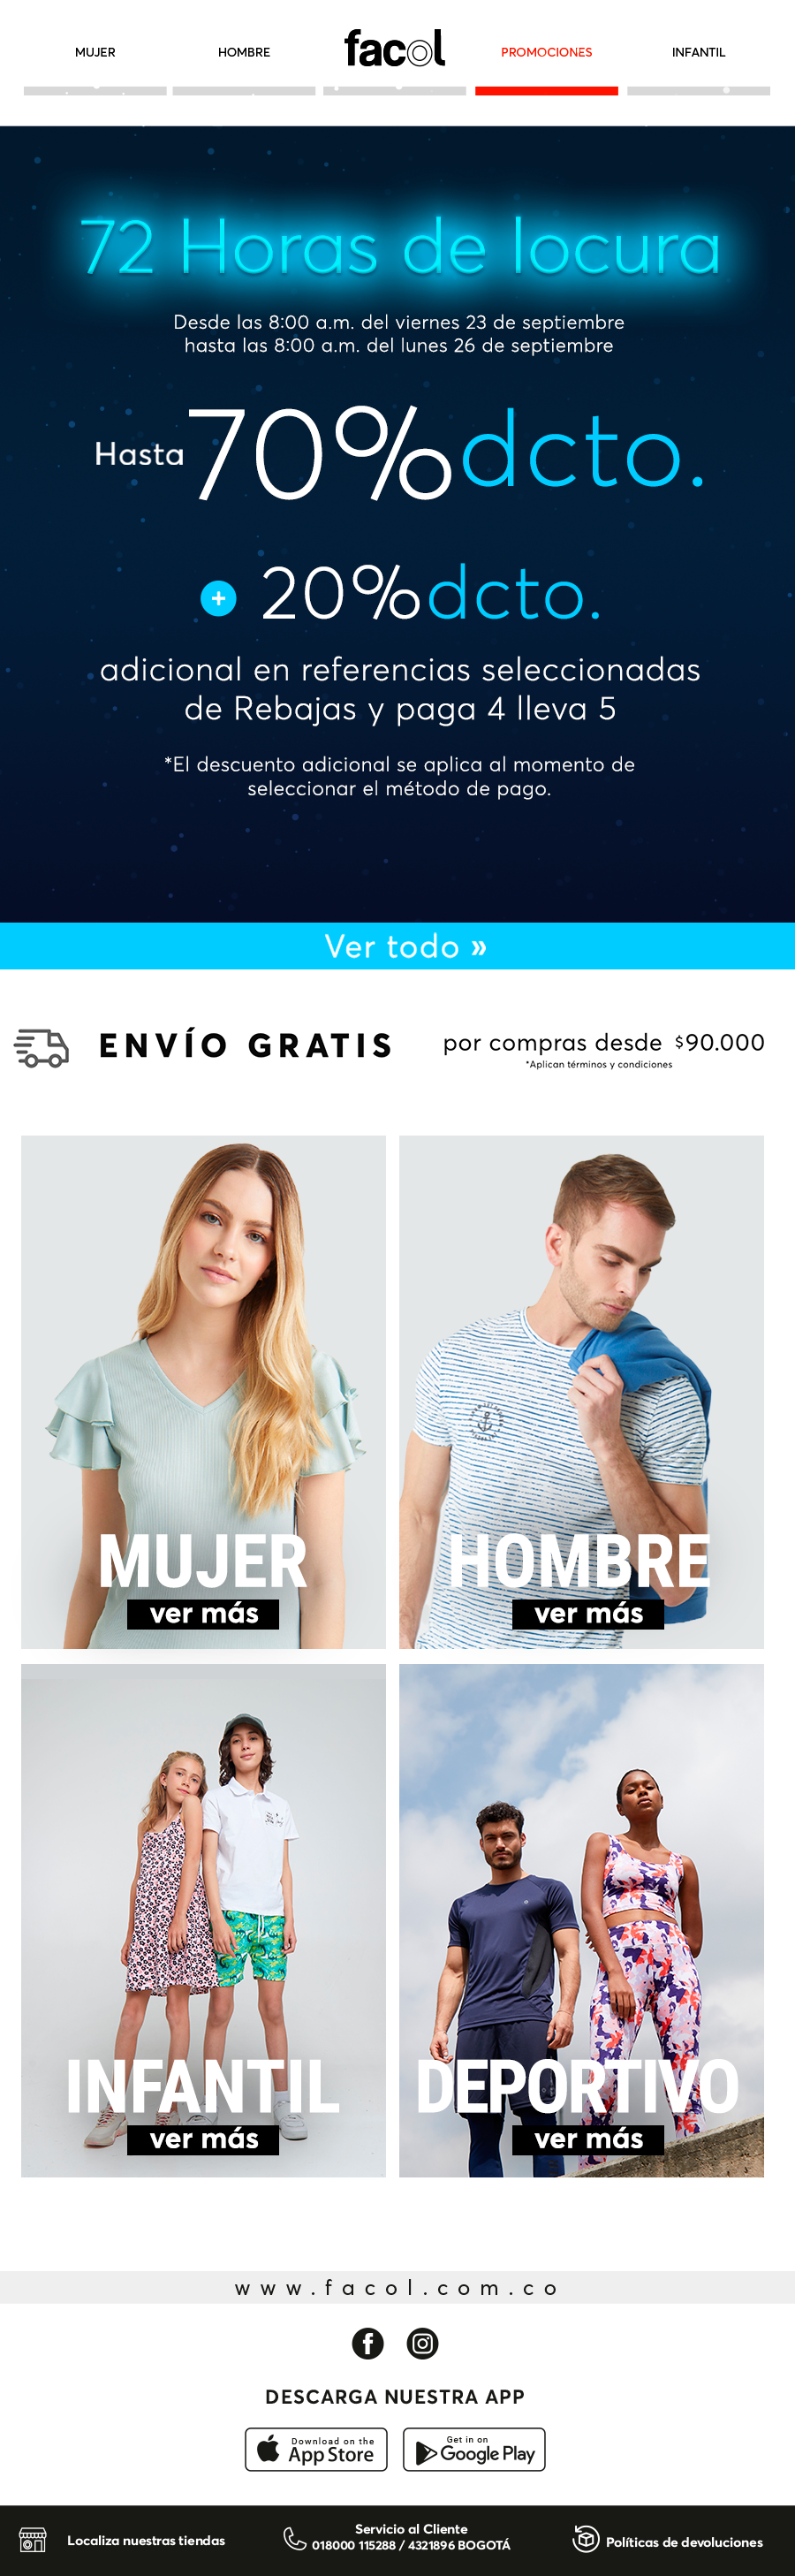 MUJER HOMBRE facol PROMOCIONES INFANTIL
72 Horas de locura
Desde las 8:00 a.m. del viernes 23 de septiembre
hasta las 8:00 a.m. del lunes 26 de septiembre
Hasta 70% dcto.
+ 20% dcto.
adicional en referencias seleccionadas
de Rebajas y paga 4 lleva 5
*El descuento adicional se aplica al momento de
seleccionar el método de pago.
Ver todo »
ENVÍO GRATIS por compras desde $90.000
*Aplican términos y condiciones
MUJER
ver más
HOMBRE
ver más
INFANTIL
ver más
DEPORTIVO
ver más
www.facol.com.co
DESCARGA NUESTRA APP
Download on the
App Store
Get in on
Google Play
Localiza nuestras tiendas
Servicio al Cliente
018000 115288 / 4321896 BOGOTÁ
Políticas de devoluciones